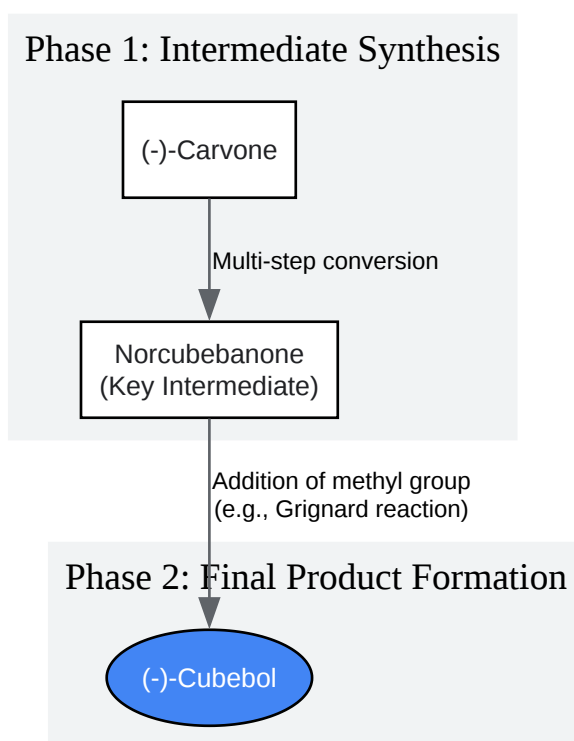 Phase 1: Intermediate Synthesis
(-)-Carvone
Multi-step conversion
Norcubebanone
(Key Intermediate)
Addition of methyl group
(e.g., Grignard reaction)
Phase 2: Final Product Formation
(-)-Cubebol